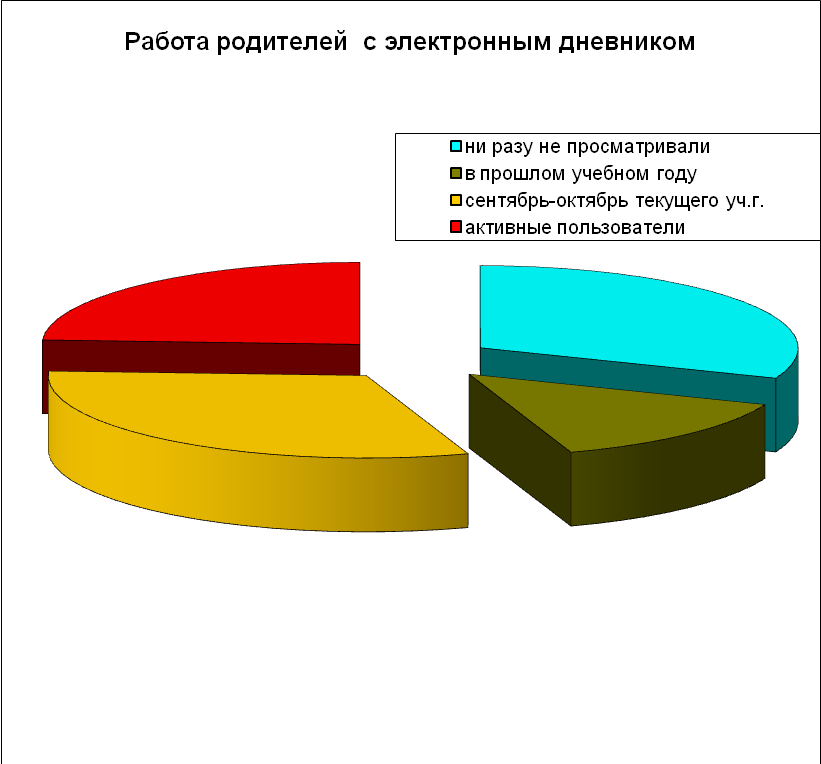 Работа родителей с электронным дневником
ни разу не просматривали
в прошлом учебном году
сентябрь-октябрь текущего уч.г.
активные пользователи